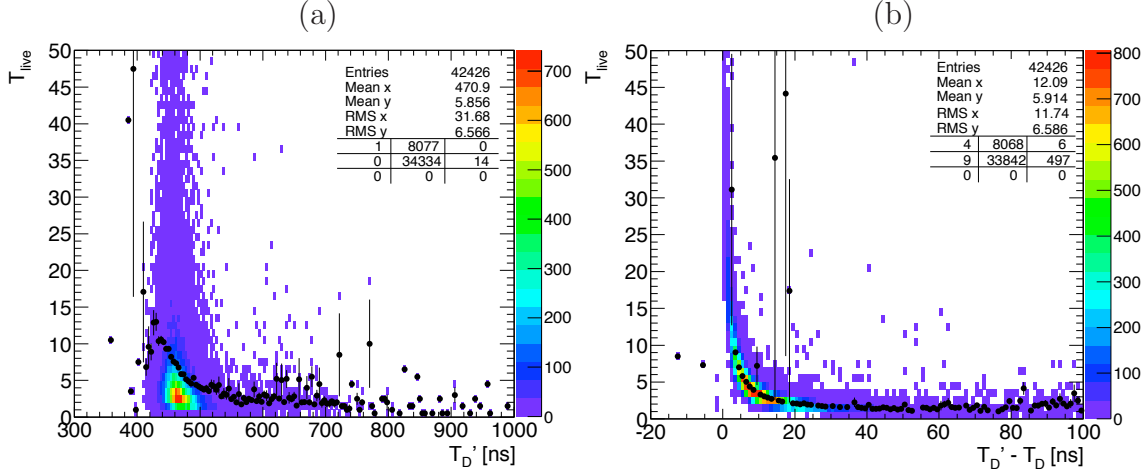 (a)
(b)
T_live
50
45
40
35
30
25
20
15
10
5
0
300 400 500 600 700 800 900 1000
T_D' [ns]
Entries 42426
Mean x 470.9
Mean y 5.856
RMS x 31.68
RMS y 6.566
1 8077 0
0 34334 14
0 0 0
700
600
500
400
300
200
100
0
T_live
50
45
40
35
30
25
20
15
10
5
0
-20 0 20 40 60 80 100
T_D' - T_D [ns]
Entries 42426
Mean x 12.09
Mean y 5.914
RMS x 11.74
RMS y 6.586
4 8068 6
9 33842 497
0 0 0
800
700
600
500
400
300
200
100
0